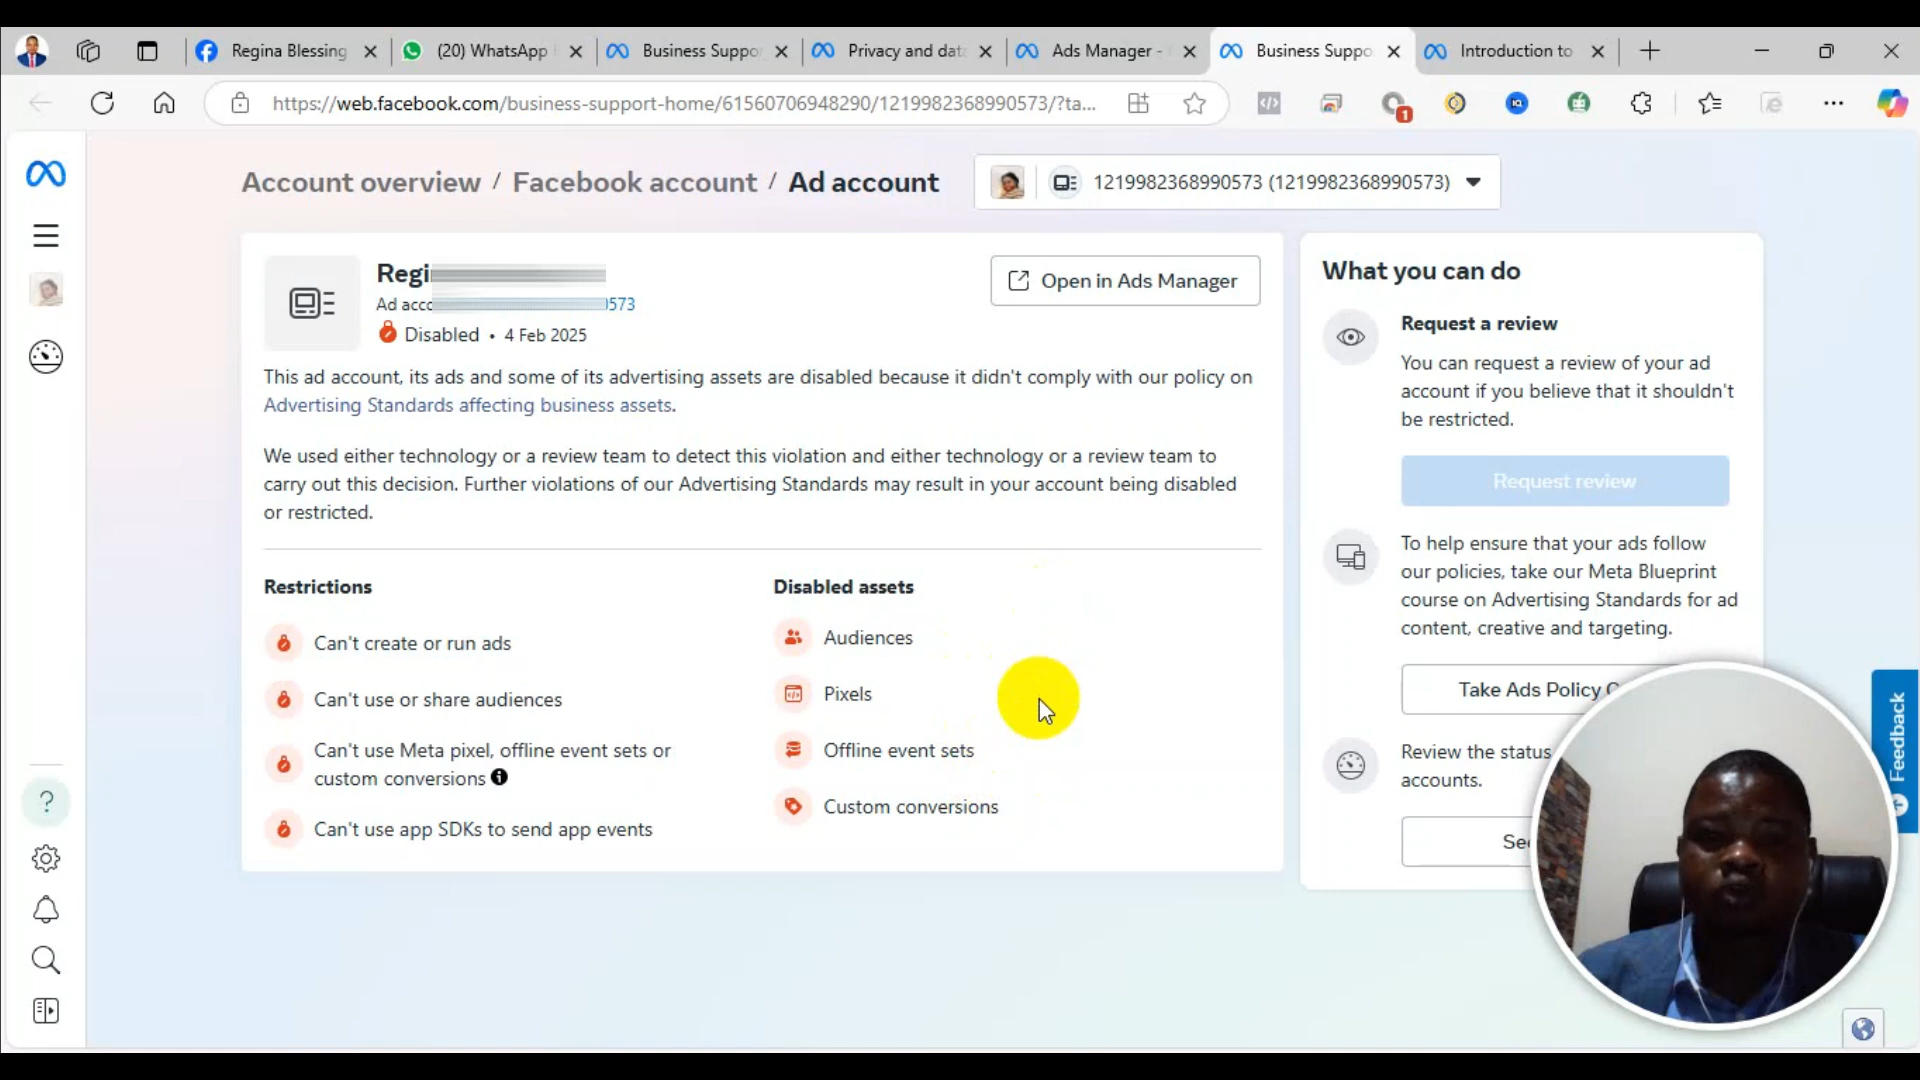 Regina Blessing
(20) WhatsApp
Business Suppo
Privacy and dat
Ads Manager -
Business Suppo
Introduction to
https://web.facebook.com/business-support-home/61560706948290/1219982368990573/?ta...
1
Account overview / Facebook account / Ad account
1219982368990573 (1219982368990573)
Regi
Ad acco
573
Disabled • 4 Feb 2025
Open in Ads Manager
This ad account, its ads and some of its advertising assets are disabled because it didn't comply with our policy on
Advertising Standards affecting business assets.
We used either technology or a review team to detect this violation and either technology or a review team to
carry out this decision. Further violations of our Advertising Standards may result in your account being disabled
or restricted.
Restrictions
Can't create or run ads
Can't use or share audiences
Can't use Meta pixel, offline event sets or
custom conversions
Can't use app SDKs to send app events
Disabled assets
Audiences
Pixels
Offline event sets
Custom conversions
What you can do
Request a review
You can request a review of your ad
account if you believe that it shouldn't
be restricted.
Request review
To help ensure that your ads follow
our policies, take our Meta Blueprint
course on Advertising Standards for ad
content, creative and targeting.
Take Ads Policy
Review the status
accounts.
See
Feedback